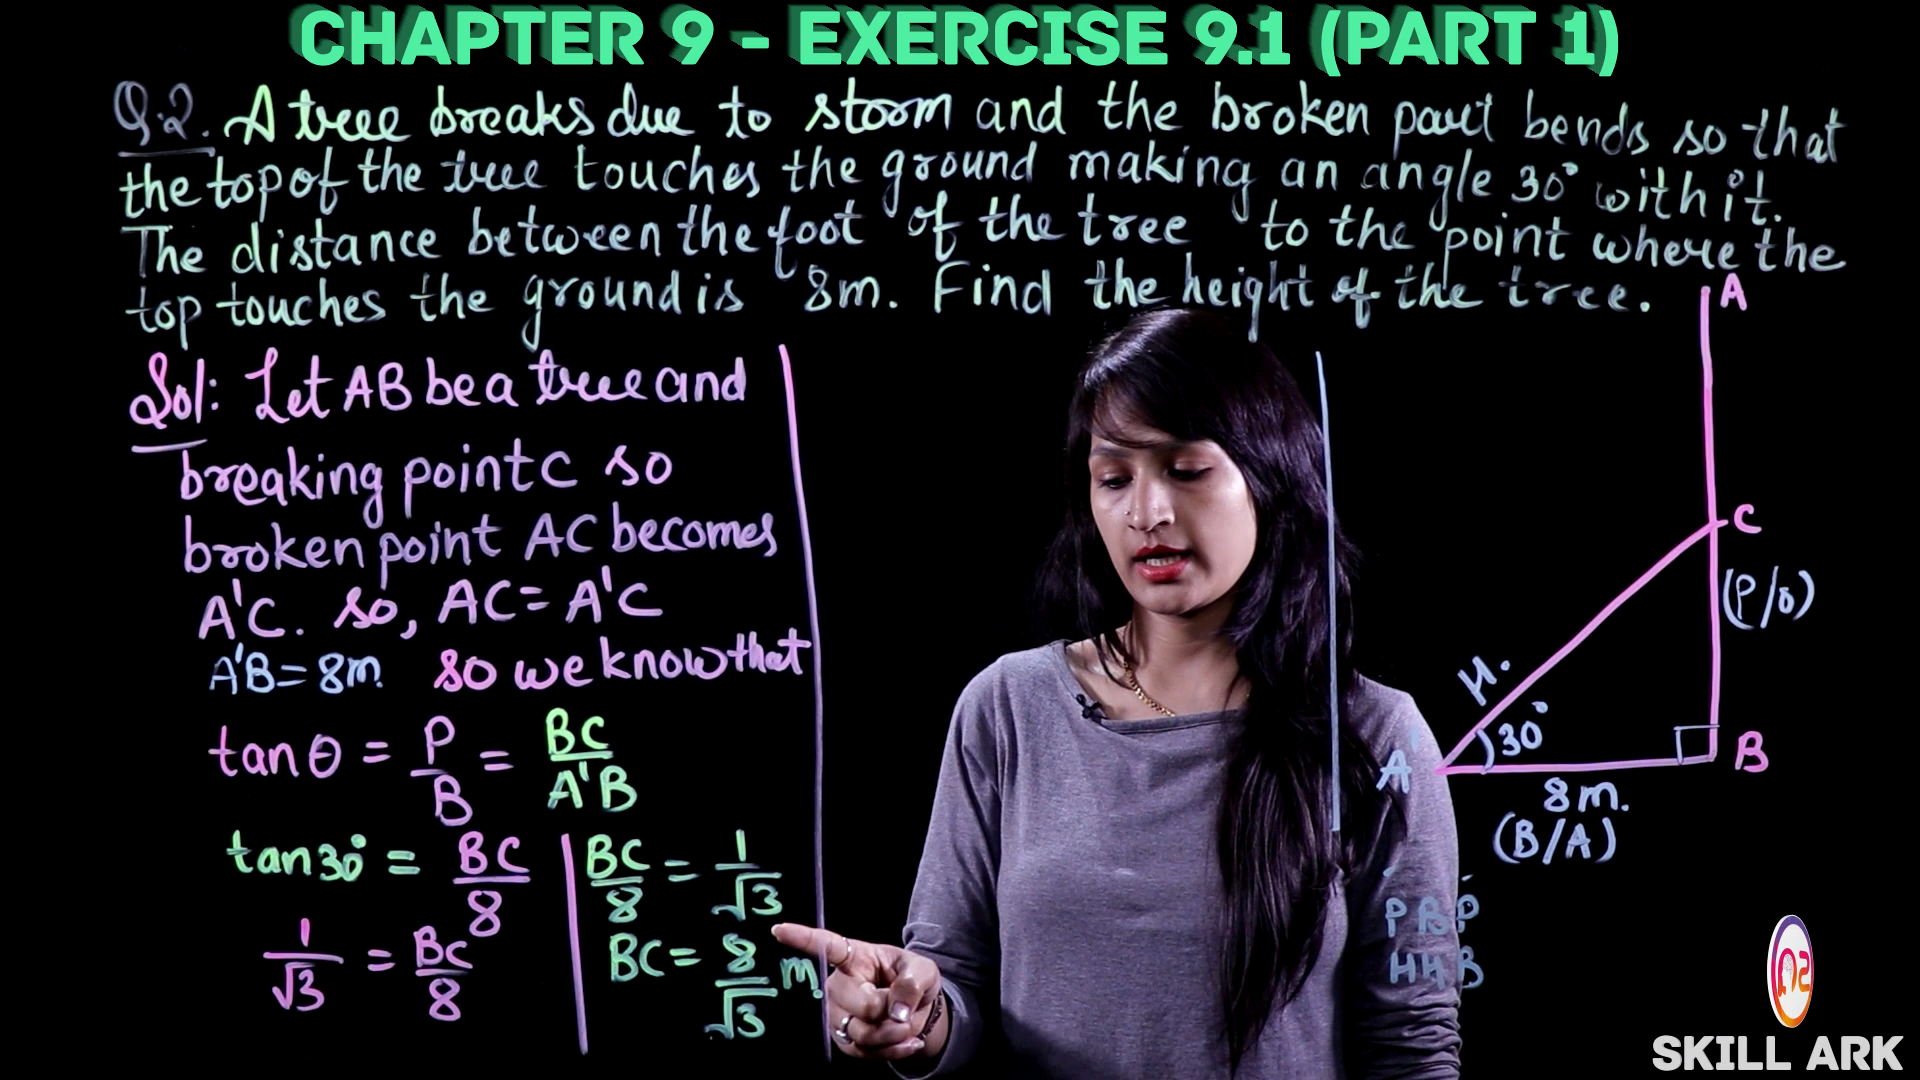 CHAPTER 9 - EXERCISE 9.1 (PART 1)
Q.2. A tree breaks due to storm and the broken part bends so that
the top of the tree touches the ground making an angle 30° with it.
The distance between the foot of the tree to the point where the
top touches the ground is 8m. Find the height of the tree.
Sol: Let AB be a tree and
breaking point C so
broken point AC becomes
A'C. so, AC = A'C
A'B = 8m. so we know that
tanθ = P/B = BC/A'B
tan30° = BC/8
1/√3 = BC/8
BC/8 = 1/√3
BC = 8/√3 m.
A
C
(P/O)
H.
30°
A'
B
8m.
(B/A)
P B P
H H B
SKILL ARK